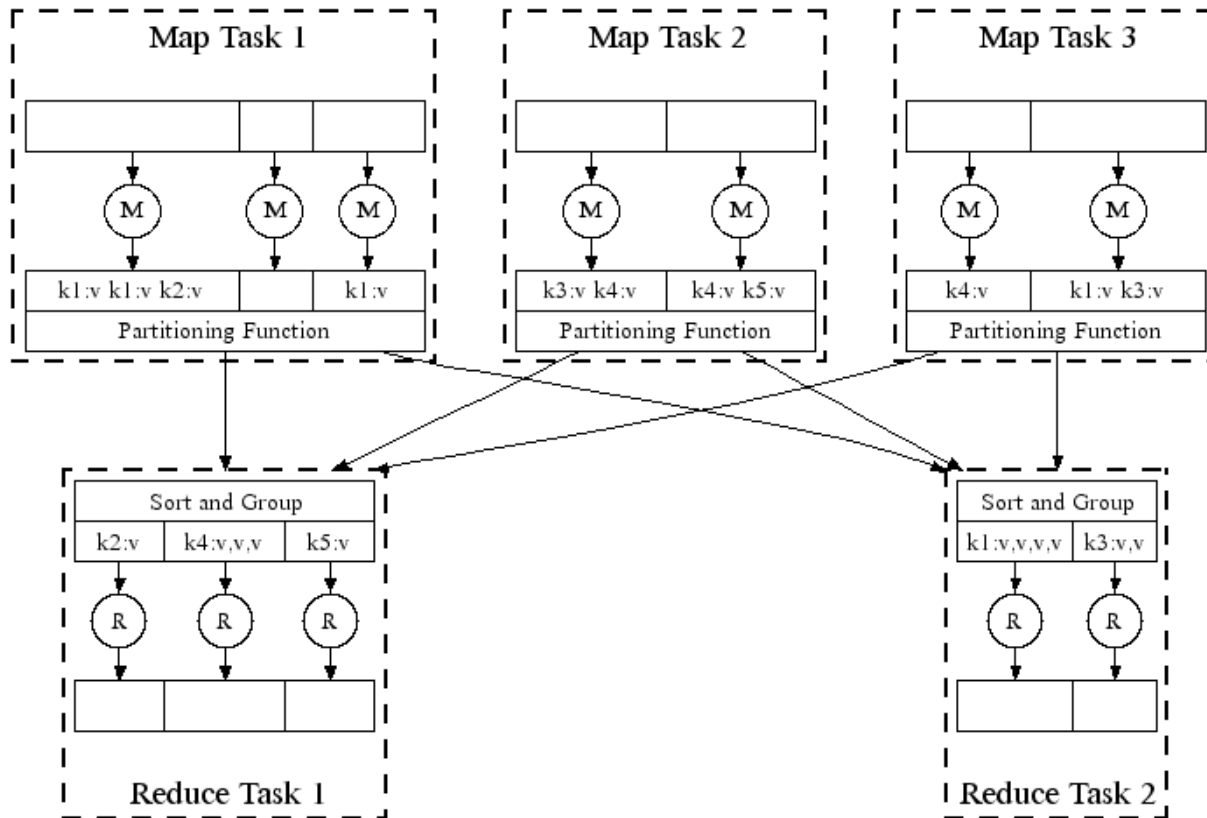 Map Task 1
Map Task 2
Map Task 3
M
M
M
M
M
M
M
k1:v k1:v k2:v
k1:v
k3:v k4:v
k4:v k5:v
k4:v
k1:v k3:v
Partitioning Function
Partitioning Function
Partitioning Function
Sort and Group
k2:v
k4:v,v,v
k5:v
R
R
R
Reduce Task 1
Sort and Group
k1:v,v,v,v
k3:v,v
R
R
Reduce Task 2